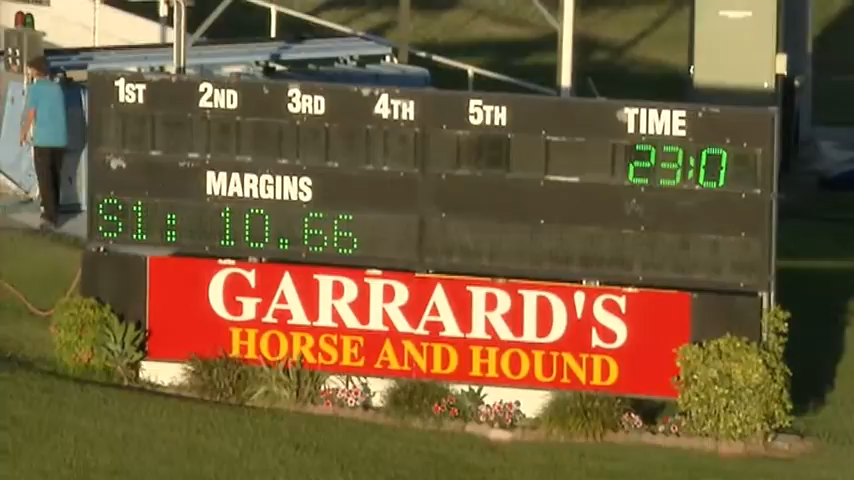 1ST 2ND 3RD 4TH 5TH TIME
23:0
MARGINS
S1: 10.66
GARRARD'S
HORSE AND HOUND